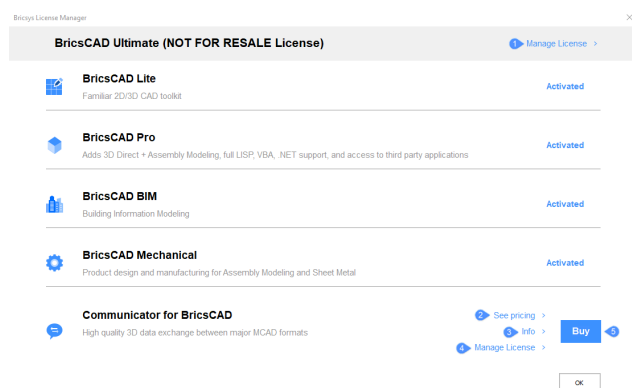 Bricsys License Manager
BricsCAD Ultimate (NOT FOR RESALE License)
1 Manage License >
BricsCAD Lite
Familiar 2D/3D CAD toolkit
Activated
BricsCAD Pro
Adds 3D Direct + Assembly Modeling, full LISP, VBA, .NET support, and access to third party applications
Activated
BricsCAD BIM
Building Information Modeling
Activated
BricsCAD Mechanical
Product design and manufacturing for Assembly Modeling and Sheet Metal
Activated
Communicator for BricsCAD
High quality 3D data exchange between major MCAD formats
2 See pricing >
3 Info >
4 Manage License >
Buy 5
OK